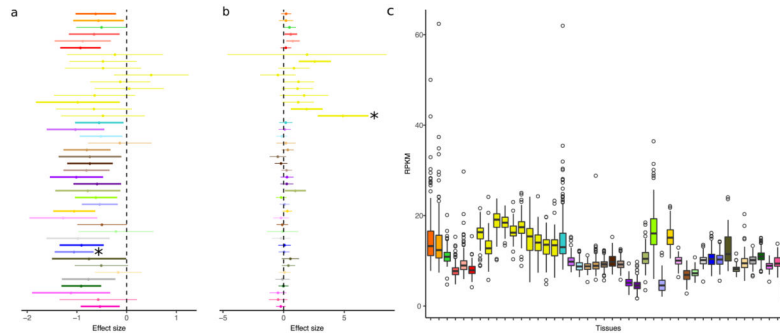 a
b
c
*
*
−2
−1
0
1
Effect size
−5
0
5
Effect size
RPKM
60
40
20
0
Tissues